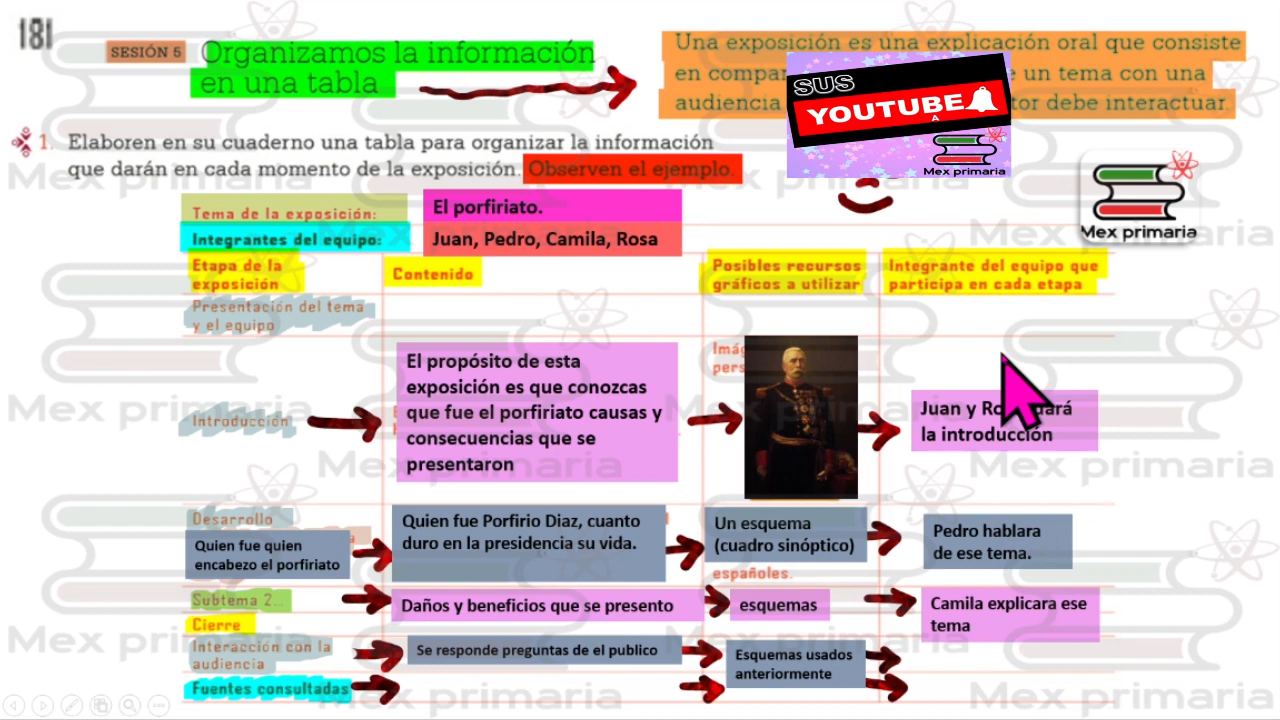 181
SESIÓN 5
Organizamos la información
en una tabla
Una exposición es una explicación oral que consiste
en compar e un tema con una
audiencia tor debe interactuar.
SUS
YOUTUBE
A
Mex primaria
1. Elaboren en su cuaderno una tabla para organizar la información
que darán en cada momento de la exposición. Observen el ejemplo.
Mex primaria
Tema de la exposición:
El porfiriato.
Integrantes del equipo:
Juan, Pedro, Camila, Rosa
Etapa de la
exposición
Contenido
Posibles recursos
gráficos a utilizar
Integrante del equipo que
participa en cada etapa
Presentación del tema
y el equipo
Introducción
El propósito de esta
exposición es que conozcas
que fue el porfiriato causas y
consecuencias que se
presentaron
Imág
pers
Juan y Ro ará
la introducción
Desarrollo
Quien fue quien
encabezo el porfiriato
Quien fue Porfirio Diaz, cuanto
duro en la presidencia su vida.
Un esquema
(cuadro sinóptico)
españoles.
Pedro hablara
de ese tema.
Subtema 2..
Daños y beneficios que se presento
esquemas
Camila explicara ese
tema
Cierre
Interacción con la
audiencia
Se responde preguntas de el publico
Esquemas usados
anteriormente
Fuentes consultadas
Mex primaria